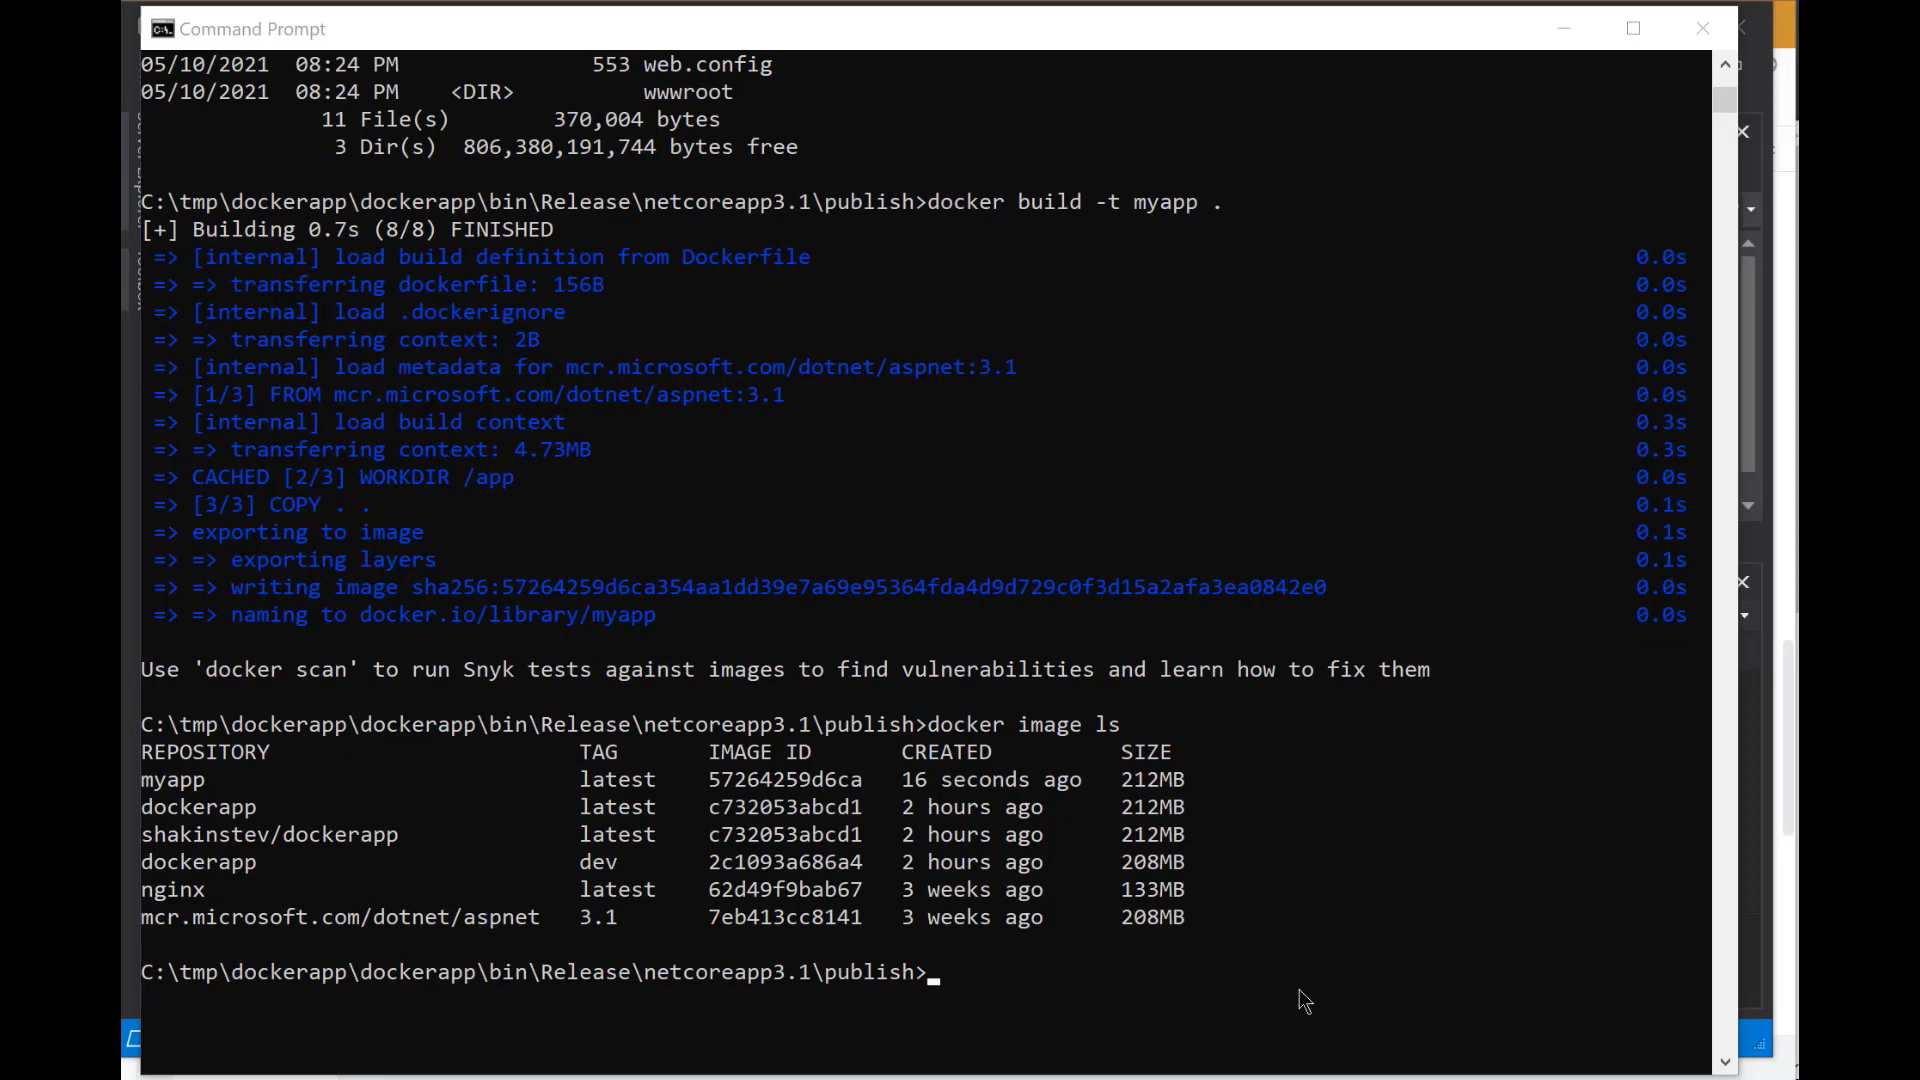 Command Prompt
05/10/2021  08:24 PM               553 web.config
05/10/2021  08:24 PM    <DIR>          wwwroot
              11 File(s)        370,004 bytes
               3 Dir(s)  806,380,191,744 bytes free
C:\tmp\dockerapp\dockerapp\bin\Release\netcoreapp3.1\publish>docker build -t myapp .
[+] Building 0.7s (8/8) FINISHED
=> [internal] load build definition from Dockerfile 0.0s
=> => transferring dockerfile: 156B 0.0s
=> [internal] load .dockerignore 0.0s
=> => transferring context: 2B 0.0s
=> [internal] load metadata for mcr.microsoft.com/dotnet/aspnet:3.1 0.0s
=> [1/3] FROM mcr.microsoft.com/dotnet/aspnet:3.1 0.0s
=> [internal] load build context 0.3s
=> => transferring context: 4.73MB 0.3s
=> CACHED [2/3] WORKDIR /app 0.0s
=> [3/3] COPY . . 0.1s
=> exporting to image 0.1s
=> => exporting layers 0.1s
=> => writing image sha256:57264259d6ca354aa1dd39e7a69e95364fda4d9d729c0f3d15a2afa3ea0842e0 0.0s
=> => naming to docker.io/library/myapp 0.0s
Use 'docker scan' to run Snyk tests against images to find vulnerabilities and learn how to fix them
C:\tmp\dockerapp\dockerapp\bin\Release\netcoreapp3.1\publish>docker image ls
REPOSITORY                        TAG       IMAGE ID       CREATED          SIZE
myapp                             latest    57264259d6ca   16 seconds ago   212MB
dockerapp                         latest    c732053abcd1   2 hours ago      212MB
shakinstev/dockerapp              latest    c732053abcd1   2 hours ago      212MB
dockerapp                         dev       2c1093a686a4   2 hours ago      208MB
nginx                             latest    62d49f9bab67   3 weeks ago      133MB
mcr.microsoft.com/dotnet/aspnet   3.1       7eb413cc8141   3 weeks ago      208MB
C:\tmp\dockerapp\dockerapp\bin\Release\netcoreapp3.1\publish>